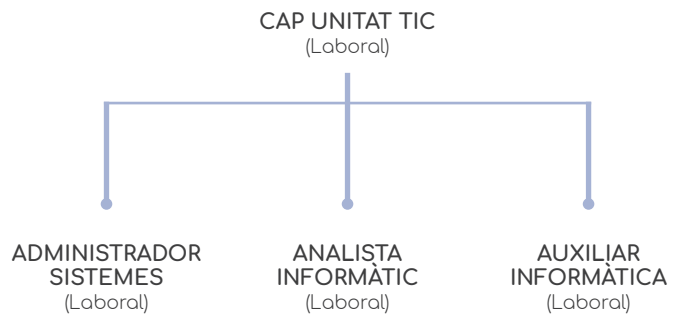 CAP UNITAT TIC
(Laboral)
ADMINISTRADOR
SISTEMES
(Laboral)
ANALISTA
INFORMÀTIC
(Laboral)
AUXILIAR
INFORMÀTICA
(Laboral)